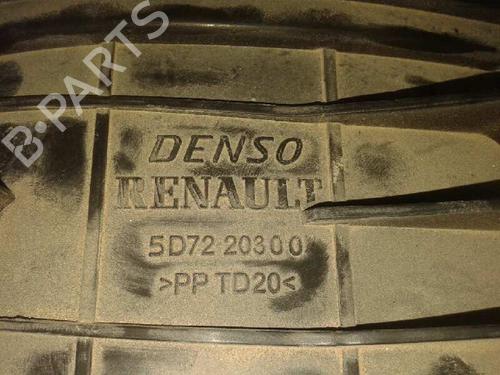 B-PARTS
DENSO
RENAULT
5D72 20300
>PP TD20<